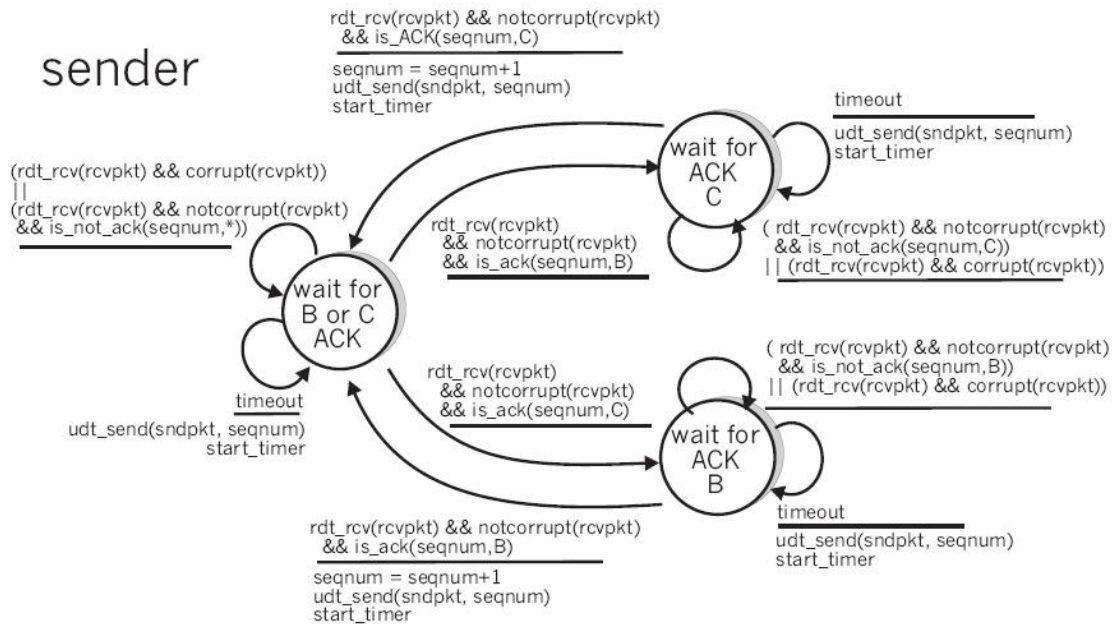 sender
rdt_rcv(rcvpkt) && notcorrupt(rcvpkt)
&& is_ACK(seqnum,C)
seqnum = seqnum+1
udt_send(sndpkt, seqnum)
start_timer
timeout
udt_send(sndpkt, seqnum)
start_timer
wait for
ACK
C
(rdt_rcv(rcvpkt) && corrupt(rcvpkt))
||
(rdt_rcv(rcvpkt) && notcorrupt(rcvpkt)
&& is_not_ack(seqnum,*))
rdt_rcv(rcvpkt)
&& notcorrupt(rcvpkt)
&& is_ack(seqnum,B)
( rdt_rcv(rcvpkt) && notcorrupt(rcvpkt)
&& is_not_ack(seqnum,C))
|| (rdt_rcv(rcvpkt) && corrupt(rcvpkt))
wait for
B or C
ACK
timeout
udt_send(sndpkt, seqnum)
start_timer
rdt_rcv(rcvpkt)
&& notcorrupt(rcvpkt)
&& is_ack(seqnum,C)
( rdt_rcv(rcvpkt) && notcorrupt(rcvpkt)
&& is_not_ack(seqnum,B))
|| (rdt_rcv(rcvpkt) && corrupt(rcvpkt))
wait for
ACK
B
timeout
udt_send(sndpkt, seqnum)
start_timer
rdt_rcv(rcvpkt) && notcorrupt(rcvpkt)
&& is_ack(seqnum,B)
seqnum = seqnum+1
udt_send(sndpkt, seqnum)
start_timer